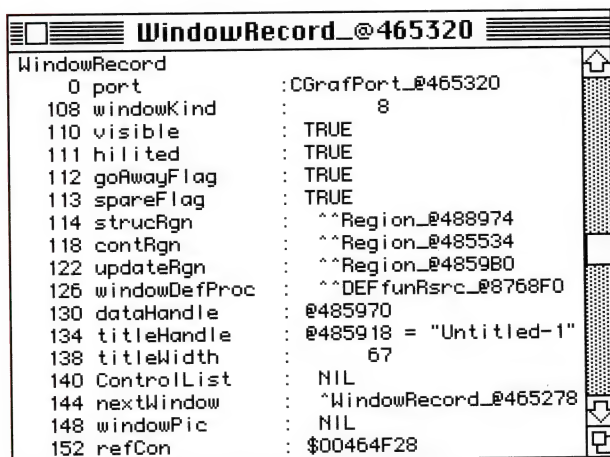 WindowRecord_@465320
WindowRecord
0 port :CGrafPort_@465320
108 windowKind : 8
110 visible : TRUE
111 hilited : TRUE
112 goAwayFlag : TRUE
113 spareFlag : TRUE
114 strucRgn : ^^Region_@488974
118 contRgn : ^^Region_@485534
122 updateRgn : ^^Region_@4859B0
126 windowDefProc : ^^DEFfunRsrc_@8768F0
130 dataHandle : @485970
134 titleHandle : @485918 = "Untitled-1"
138 titleWidth : 67
140 ControlList : NIL
144 nextWindow : ^WindowRecord_@465278
148 windowPic : NIL
152 refCon : $00464F28